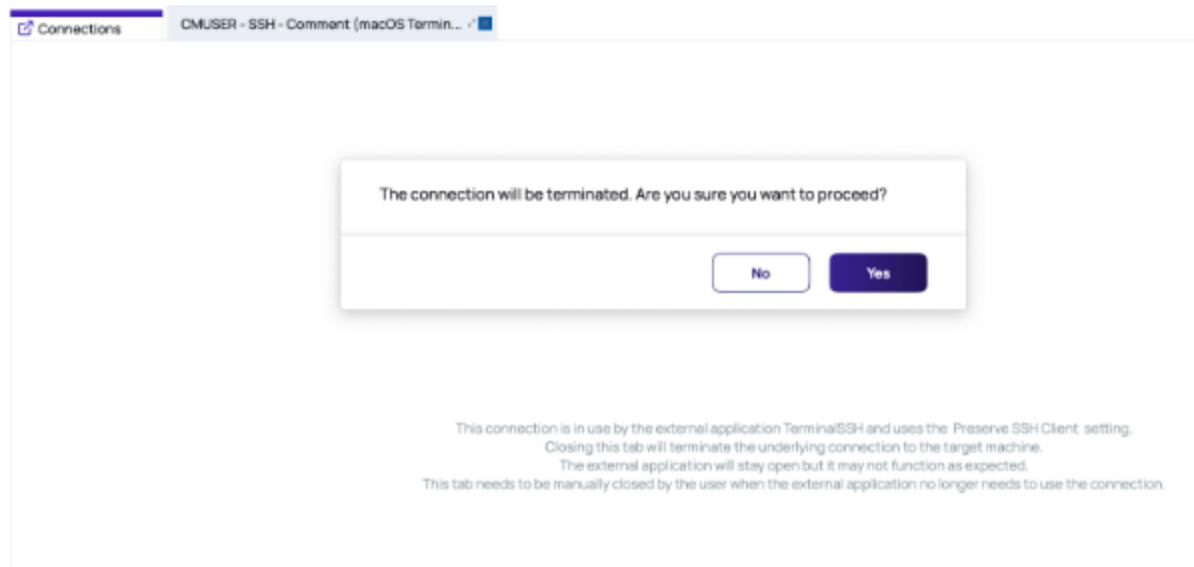 Connections
CMUSER - SSH - Comment (macOS Termin...
The connection will be terminated. Are you sure you want to proceed?
No
Yes
This connection is in use by the external application TerminalSSH and uses the Preserve SSH Client setting.
Closing this tab will terminate the underlying connection to the target machine.
The external application will stay open but it may not function as expected.
This tab needs to be manually closed by the user when the external application no longer needs to use the connection.